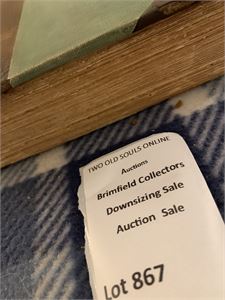 TWO OLD SOULS ONLINE
Auctions
Brimfield Collectors
Downsizing Sale
Auction Sale
Lot 867